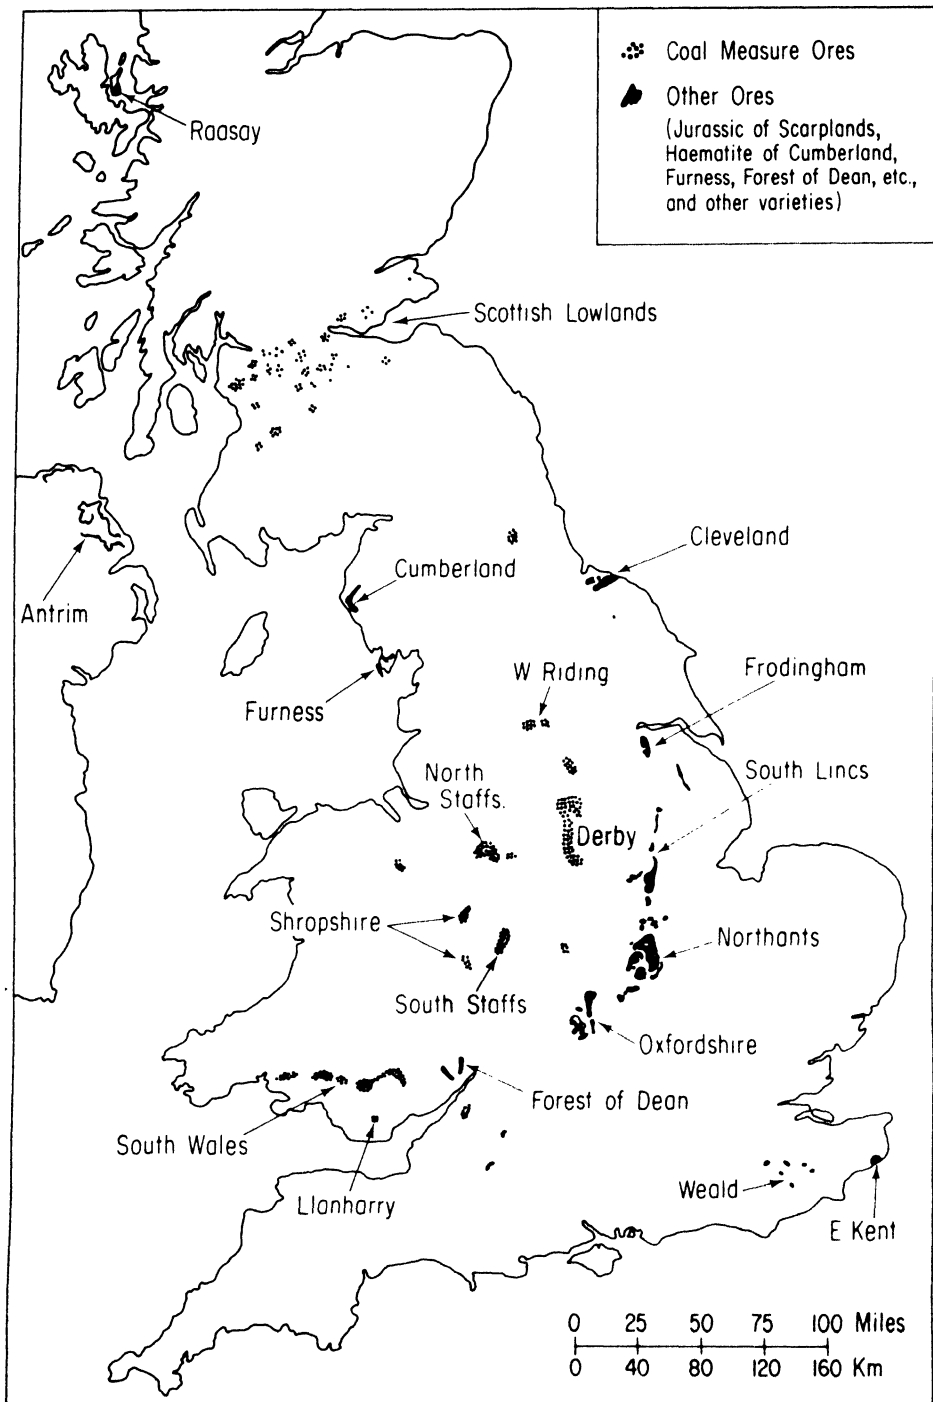 Coal Measure Ores
Other Ores
(Jurassic of Scarplands,
Haematite of Cumberland,
Furness, Forest of Dean, etc.,
and other varieties)
Raasay
Scottish Lowlands
Cleveland
Cumberland
Antrim
W Riding
Frodingham
Furness
North
Staffs.
South Lincs
Derby
Shropshire
Northants
South Staffs
Oxfordshire
Forest of Dean
South Wales
Llanharry
Weald
E Kent
0 25 50 75 100 Miles
0 40 80 120 160 Km